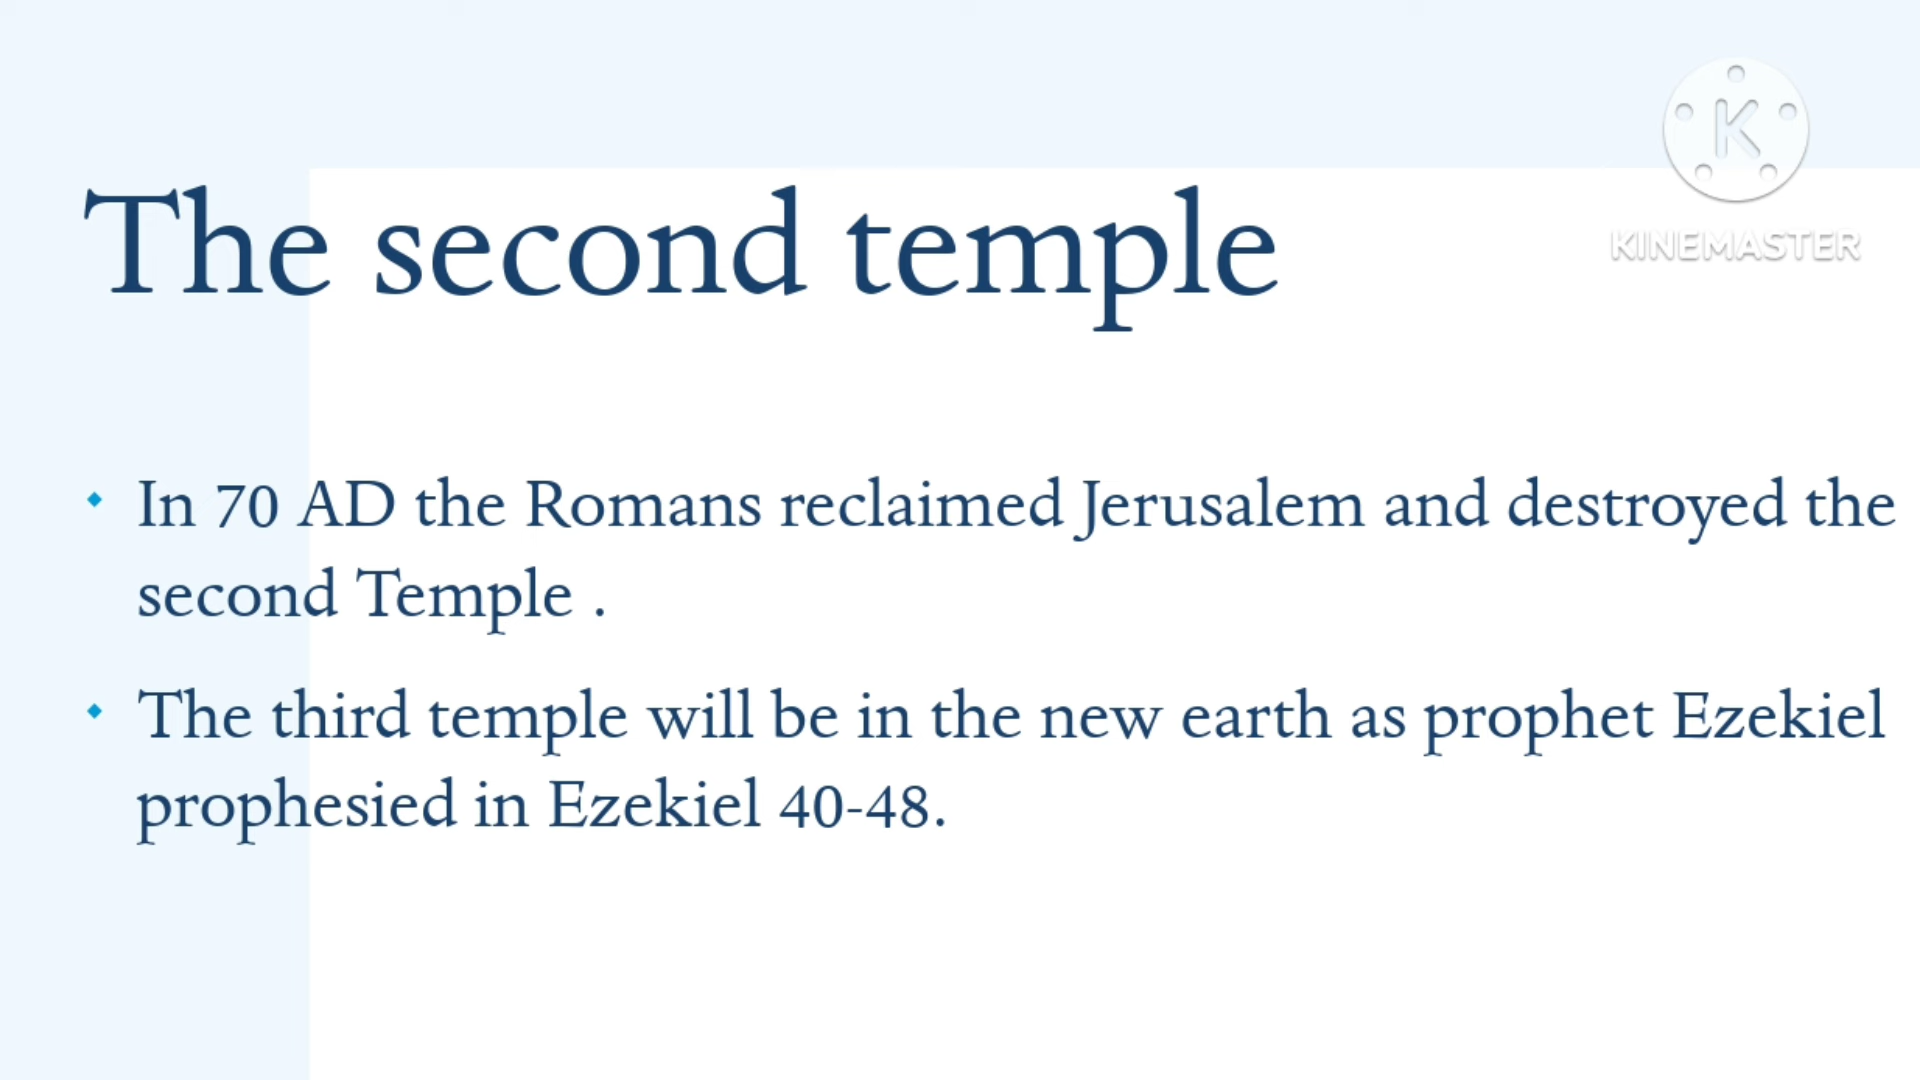 K
KINEMASTER
The second temple
In 70 AD the Romans reclaimed Jerusalem and destroyed the
second Temple .
The third temple will be in the new earth as prophet Ezekiel
prophesied in Ezekiel 40-48.